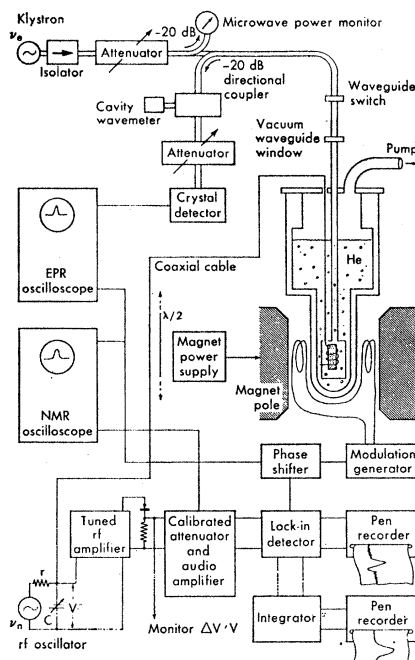 Klystron
νe
Isolator
Attenuator
-20 dB
Microwave power monitor
-20 dB
directional
coupler
Cavity
wavemeter
Attenuator
Crystal
detector
Waveguide
switch
Vacuum
waveguide
window
Pump
He
EPR
oscilloscope
Coaxial cable
λ/2
NMR
oscilloscope
Magnet
power
supply
Magnet
pole
Phase
shifter
Modulation
generator
Tuned
rf
amplifier
Calibrated
attenuator
and
audio
amplifier
Lock-in
detector
Pen
recorder
r
νn
C
V
rf oscillator
Monitor ΔV/V
Integrator
Pen
recorder